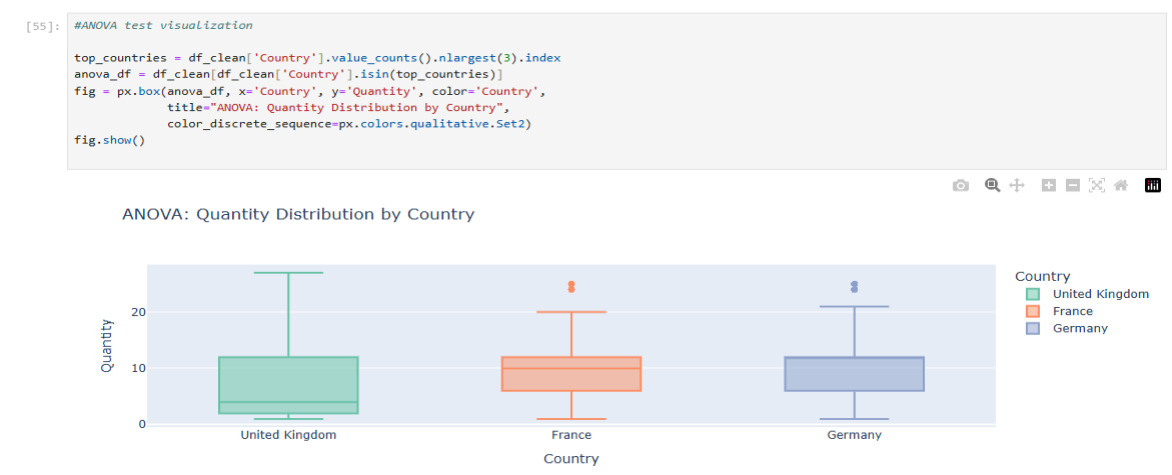 [55]: #ANOVA test visualization
top_countries = df_clean['Country'].value_counts().nlargest(3).index
anova_df = df_clean[df_clean['Country'].isin(top_countries)]
fig = px.box(anova_df, x='Country', y='Quantity', color='Country',
title="ANOVA: Quantity Distribution by Country",
color_discrete_sequence=px.colors.qualitative.Set2)
fig.show()
ANOVA: Quantity Distribution by Country
Country
United Kingdom
France
Germany
Quantity
20
10
0
United Kingdom France Germany
Country